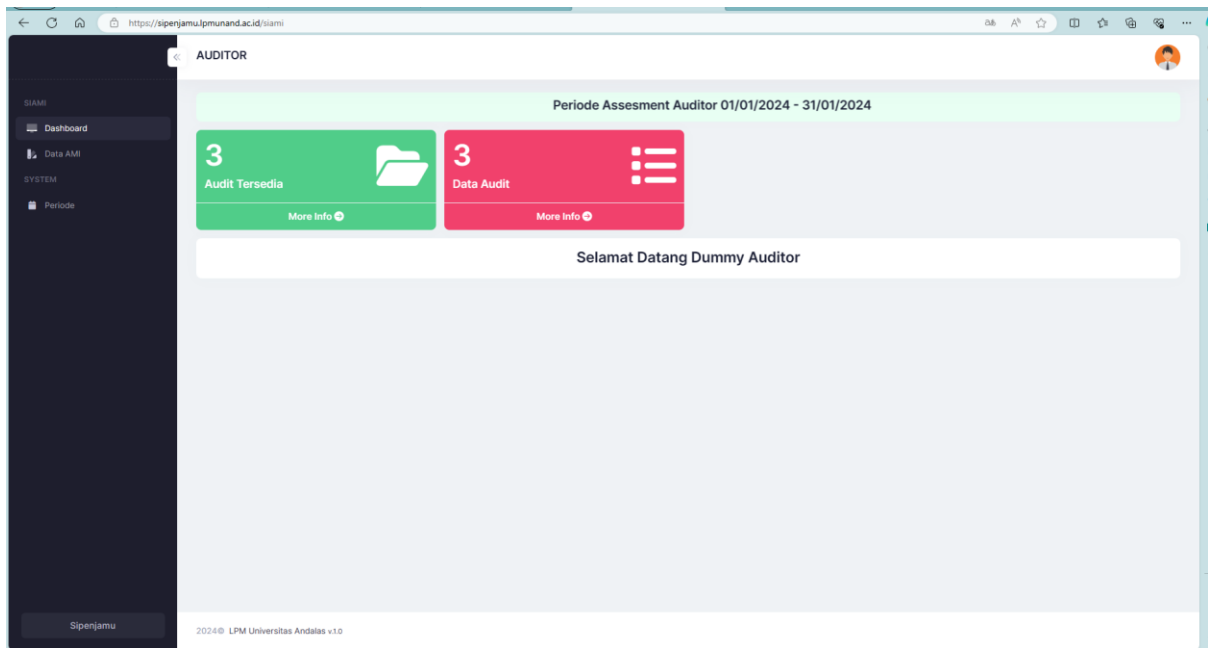 https://sipenjamu.lpmunand.ac.id/siami
AUDITOR
SIAMI
Dashboard
Data AMI
SYSTEM
Periode
Sipenjamu
Periode Assesment Auditor 01/01/2024 - 31/01/2024
3
Audit Tersedia
More Info
3
Data Audit
More Info
Selamat Datang Dummy Auditor
2024© LPM Universitas Andalas v.1.0